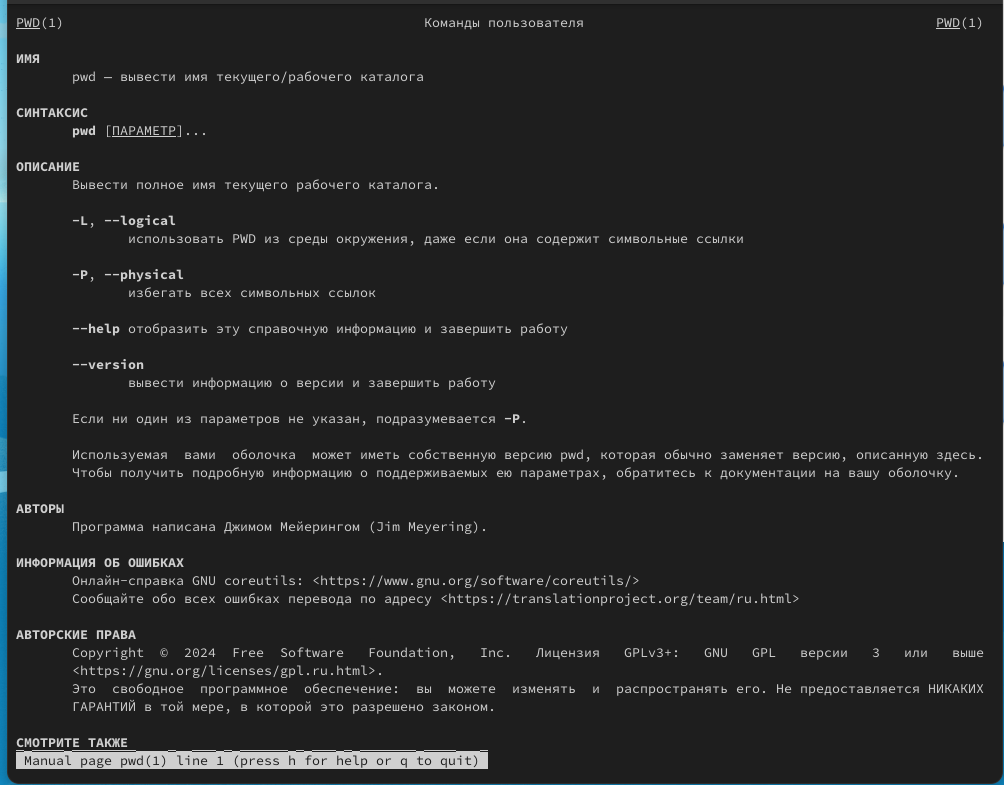 PWD(1) Команды пользователя PWD(1)
ИМЯ
pwd — вывести имя текущего/рабочего каталога
СИНТАКСИС
pwd [ПАРАМЕТР]...
ОПИСАНИЕ
Вывести полное имя текущего рабочего каталога.
-L, --logical
использовать PWD из среды окружения, даже если она содержит символьные ссылки
-P, --physical
избегать всех символьных ссылок
--help отобразить эту справочную информацию и завершить работу
--version
вывести информацию о версии и завершить работу
Если ни один из параметров не указан, подразумевается -P.
Используемая вами оболочка может иметь собственную версию pwd, которая обычно заменяет версию, описанную здесь.
Чтобы получить подробную информацию о поддерживаемых ею параметрах, обратитесь к документации на вашу оболочку.
АВТОРЫ
Программа написана Джимом Мейерингом (Jim Meyering).
ИНФОРМАЦИЯ ОБ ОШИБКАХ
Онлайн-справка GNU coreutils: <https://www.gnu.org/software/coreutils/>
Сообщайте обо всех ошибках перевода по адресу <https://translationproject.org/team/ru.html>
АВТОРСКИЕ ПРАВА
Copyright © 2024 Free Software Foundation, Inc. Лицензия GPLv3+: GNU GPL версии 3 или выше
<https://gnu.org/licenses/gpl.ru.html>.
Это свободное программное обеспечение: вы можете изменять и распространять его. Не предоставляется НИКАКИХ
ГАРАНТИЙ в той мере, в которой это разрешено законом.
СМОТРИТЕ ТАКЖЕ
Manual page pwd(1) line 1 (press h for help or q to quit)